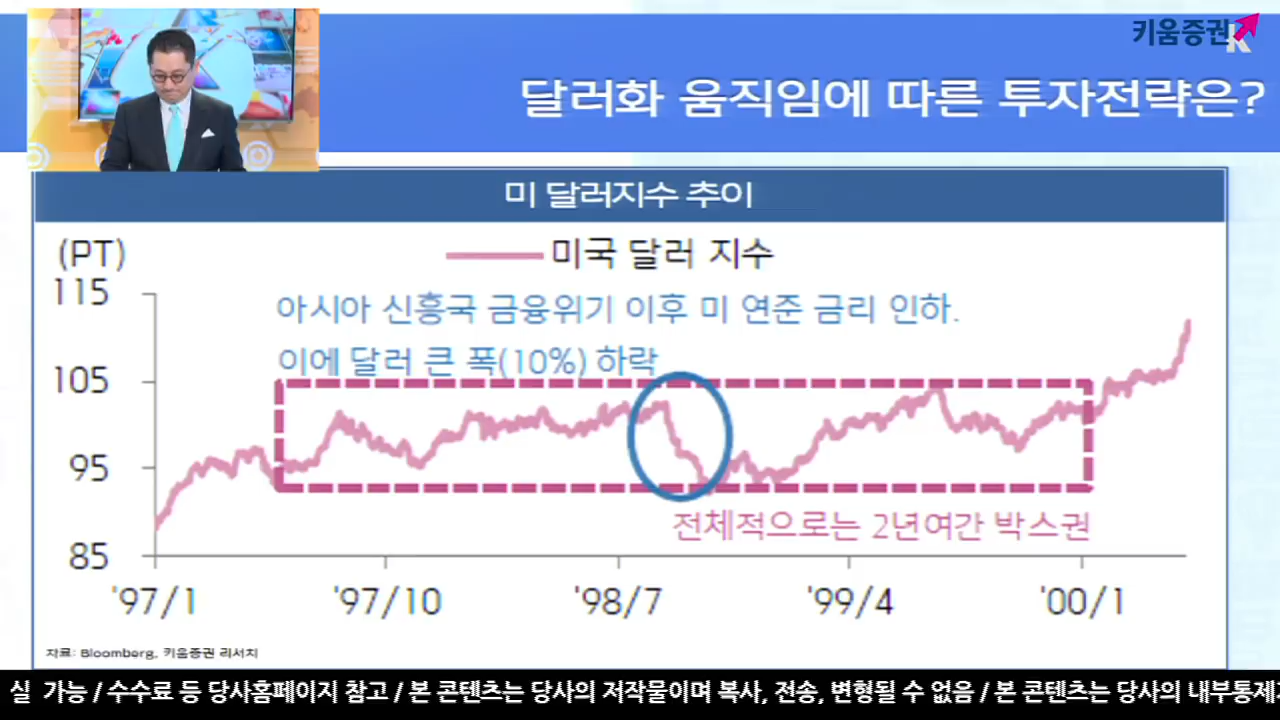 키움증권
달러화 움직임에 따른 투자전략은?
미 달러지수 추이
(PT)
미국 달러 지수
115
아시아 신흥국 금융위기 이후 미 연준 금리 인하.
이에 달러 큰 폭(10%) 하락
105
95
전체적으로는 2년여간 박스권
85
'97/1 '97/10 '98/7 '99/4 '00/1
자료: Bloomberg, 키움증권 리서치
실 가능 / 수수료 등 당사홈페이지 참고 / 본 콘텐츠는 당사의 저작물이며 복사, 전송, 변형될 수 없음 / 본 콘텐츠는 당사의 내부통제